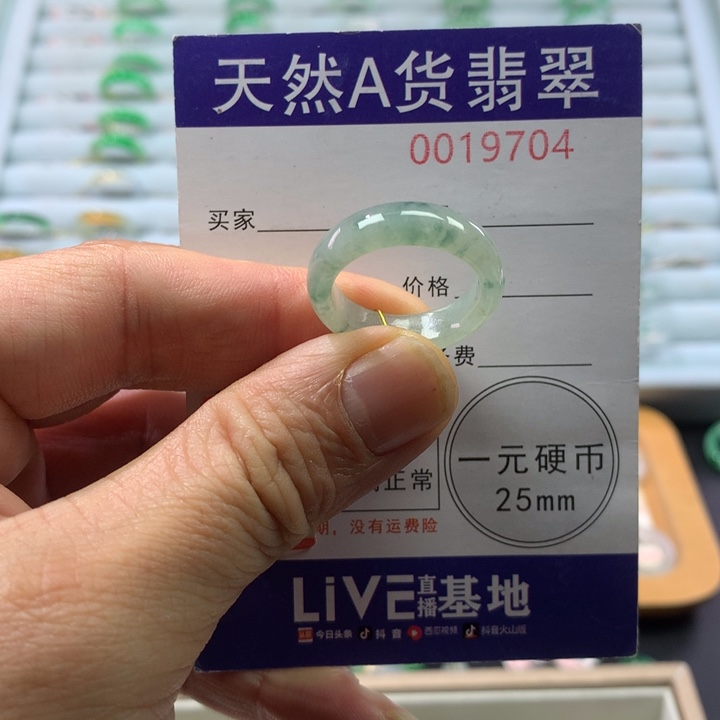 天然A货翡翠
0019704
买家
价格
费
一元硬币
25mm
正常
期，没有运费险
LiVE直播基地
今日头条 抖音 西瓜视频 抖音火山版